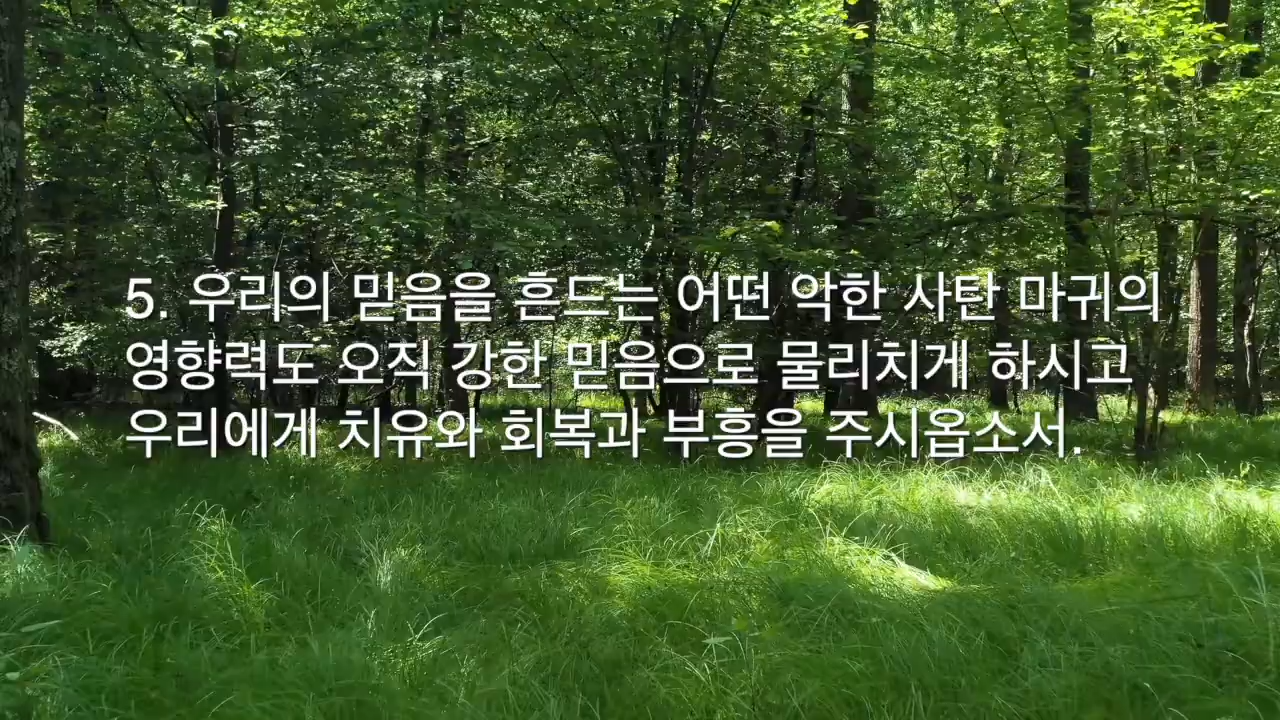 5. 우리의 믿음을 흔드는 어떤 악한 사탄 마귀의
영향력도 오직 강한 믿음으로 물리치게 하시고
우리에게 치유와 회복과 부흥을 주시옵소서.